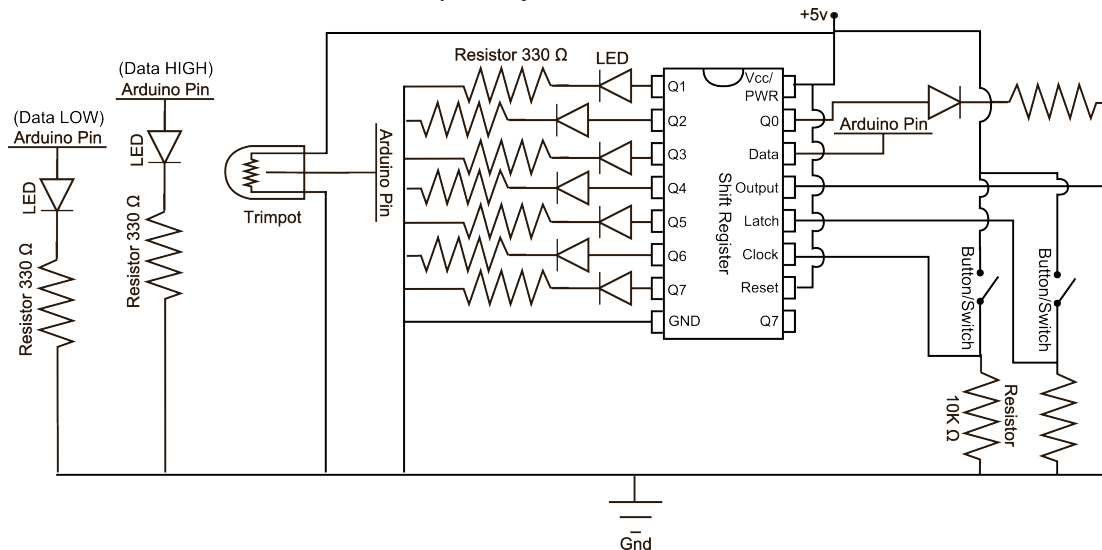 +5v
Resistor 330 Ω
LED
(Data HIGH)
Arduino Pin
(Data LOW)
Arduino Pin
LED
LED
Resistor 330 Ω
Resistor 330 Ω
Trimpot
Arduino Pin
Q1
Q2
Q3
Q4
Q5
Q6
Q7
GND
Shift Register
Vcc/
PWR
Q0
Data
Output
Latch
Clock
Reset
Q7
Arduino Pin
Button/Switch
Button/Switch
Resistor
10K Ω
Gnd